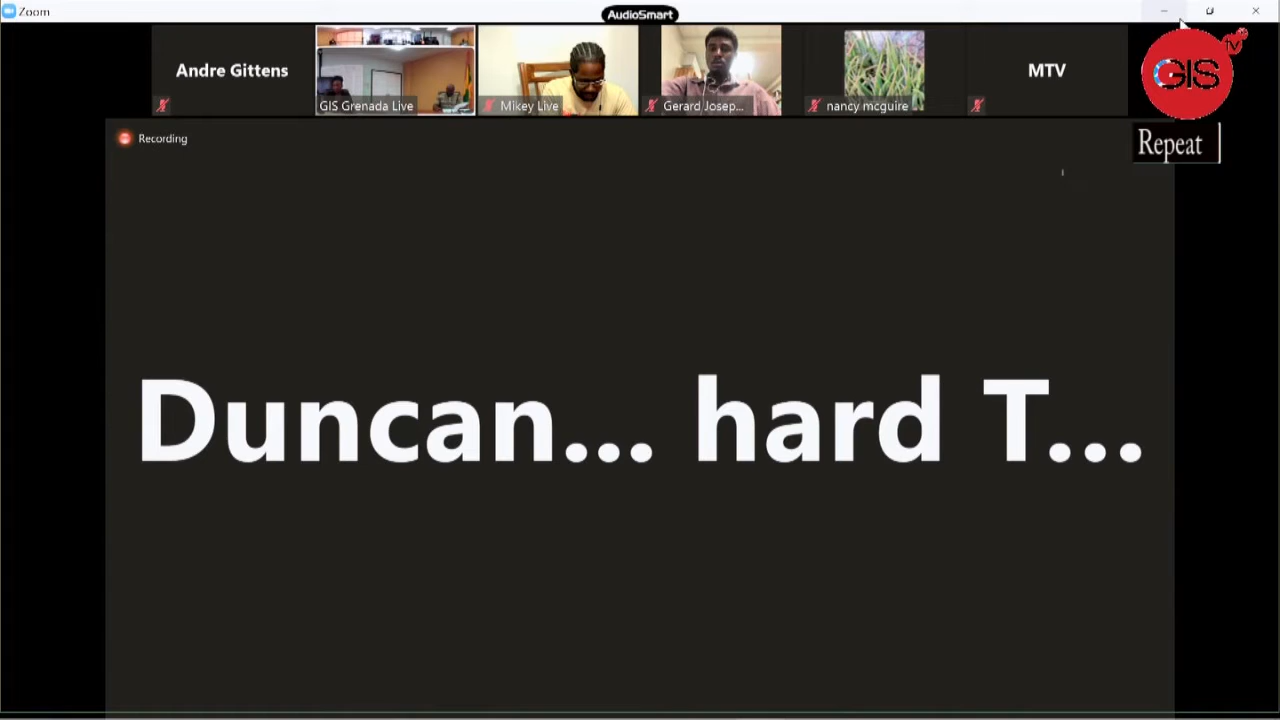 Zoom
AudioSmart
Andre Gittens
GIS Grenada Live
Mikey Live
Gerard Josep...
nancy mcguire
MTV
GIS
TV
Repeat
Recording
Duncan... hard T...